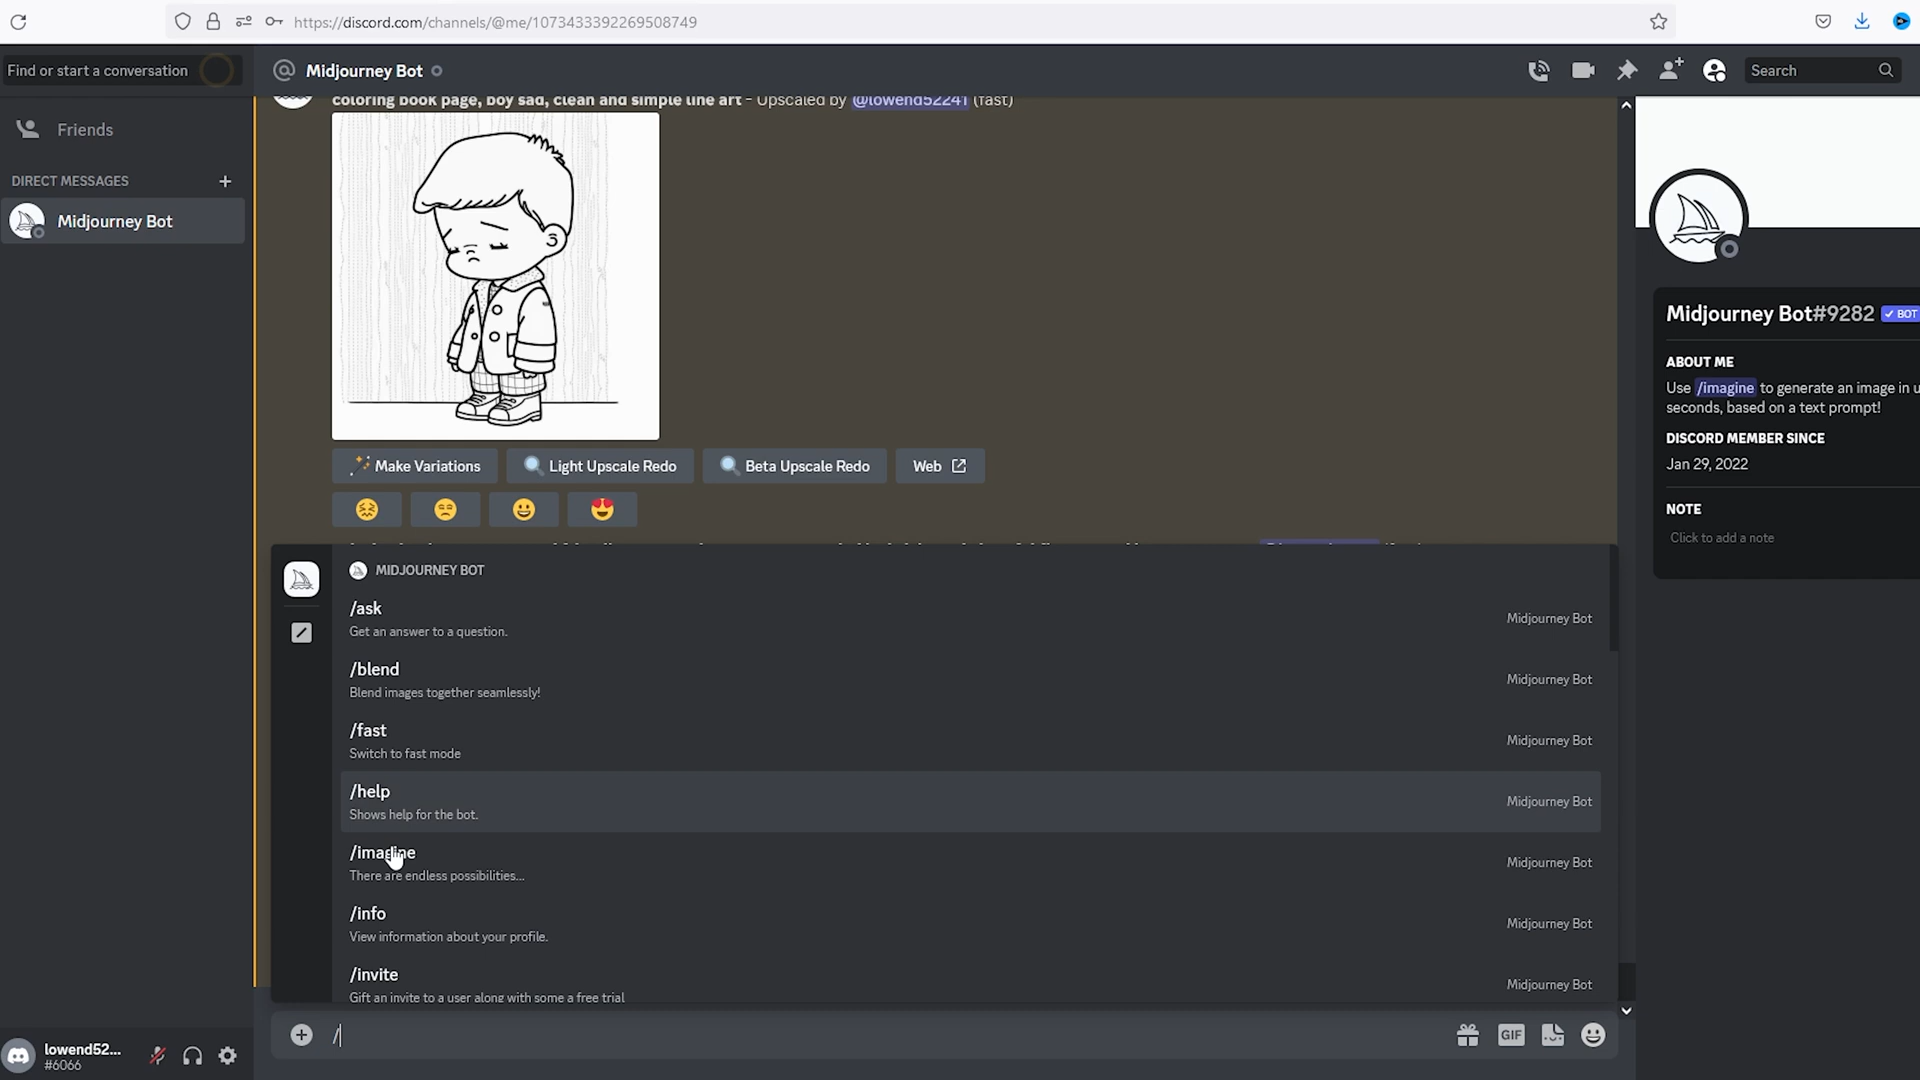 https://discord.com/channels/@me/1073433392269508749
Find or start a conversation
Midjourney Bot
Search
Friends
DIRECT MESSAGES
Midjourney Bot
coloring book page, boy sad, clean and simple line art - Upscaled by @lowend52241 (fast)
Make Variations
Light Upscale Redo
Beta Upscale Redo
Web
MIDJOURNEY BOT
/ask
Get an answer to a question.
Midjourney Bot
/blend
Blend images together seamlessly!
Midjourney Bot
/fast
Switch to fast mode
Midjourney Bot
/help
Shows help for the bot.
Midjourney Bot
/imagine
There are endless possibilities...
Midjourney Bot
/info
View information about your profile.
Midjourney Bot
/invite
Gift an invite to a user along with some a free trial
Midjourney Bot
/
GIF
lowend52...
#6066
Midjourney Bot#9282
BOT
ABOUT ME
Use /imagine to generate an image in u
seconds, based on a text prompt!
DISCORD MEMBER SINCE
Jan 29, 2022
NOTE
Click to add a note